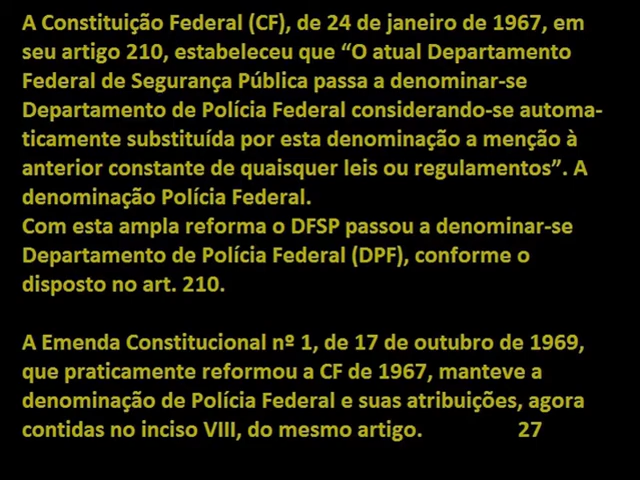 A Constituição Federal (CF), de 24 de janeiro de 1967, em
seu artigo 210, estabeleceu que “O atual Departamento
Federal de Segurança Pública passa a denominar-se
Departamento de Polícia Federal considerando-se automa-
ticamente substituída por esta denominação a menção à
anterior constante de quaisquer leis ou regulamentos”. A
denominação Polícia Federal.
Com esta ampla reforma o DFSP passou a denominar-se
Departamento de Polícia Federal (DPF), conforme o
disposto no art. 210.
A Emenda Constitucional nº 1, de 17 de outubro de 1969,
que praticamente reformou a CF de 1967, manteve a
denominação de Polícia Federal e suas atribuições, agora
contidas no inciso VIII, do mesmo artigo. 27